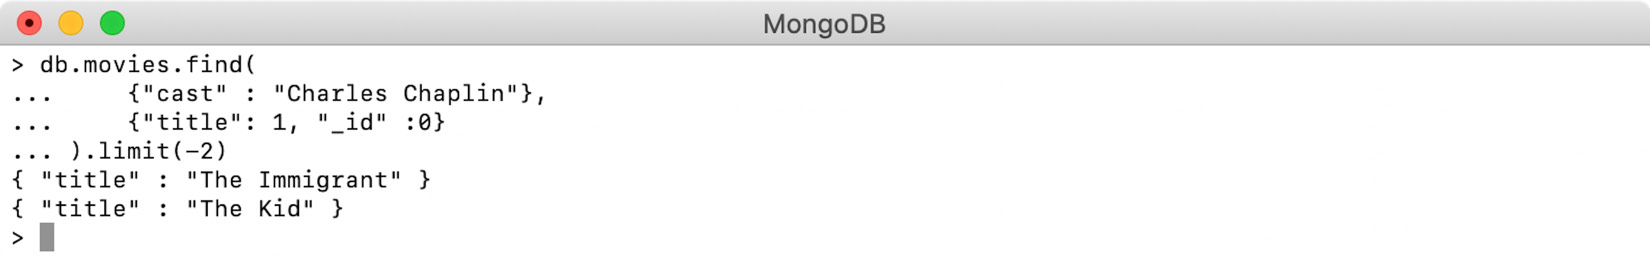 MongoDB
> db.movies.find(
...     {"cast" : "Charles Chaplin"},
...     {"title": 1, "_id" :0}
... ).limit(-2)
{ "title" : "The Immigrant" }
{ "title" : "The Kid" }
>